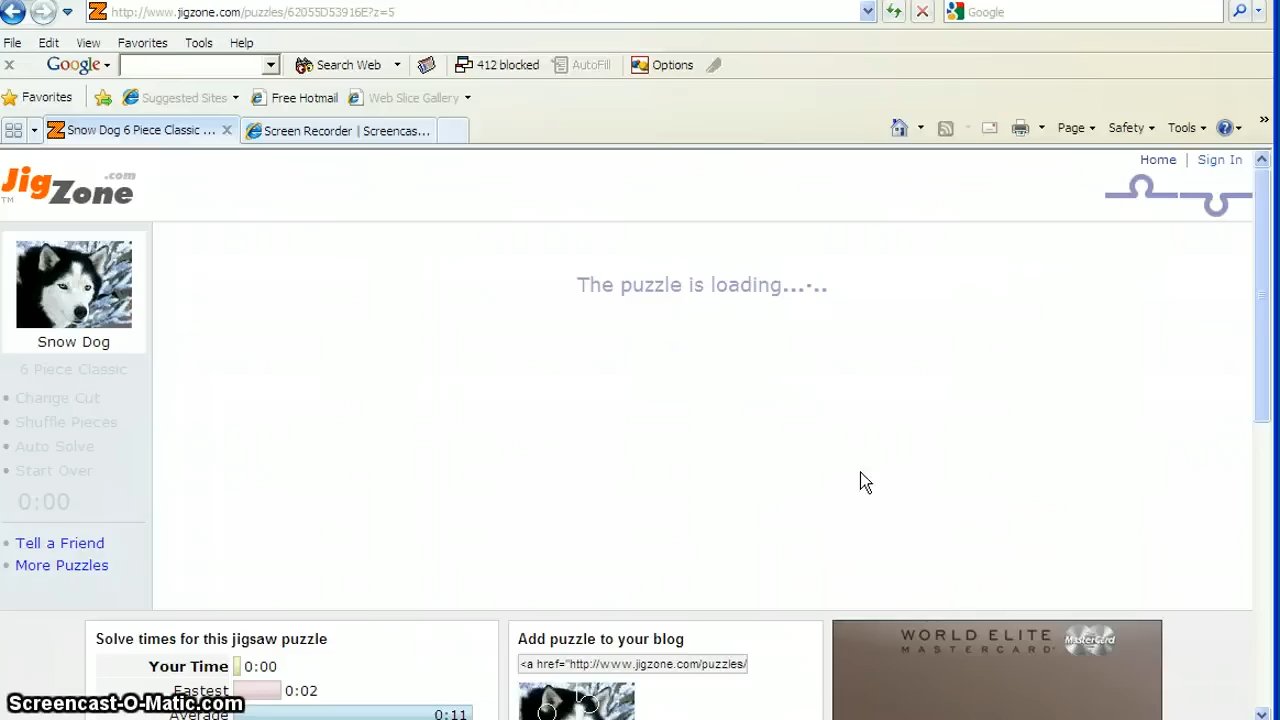 http://www.jigzone.com/puzzles/62055D53916E?z=5
Google
File Edit View Favorites Tools Help
Google Search Web 412 blocked AutoFill Options
Favorites Suggested Sites Free Hotmail Web Slice Gallery
Snow Dog 6 Piece Classic ... Screen Recorder | Screencas... Page Safety Tools
Home | Sign In
JigZone.com
TM
The puzzle is loading......
Snow Dog
6 Piece Classic
Change Cut
Shuffle Pieces
Auto Solve
Start Over
0:00
Tell a Friend
More Puzzles
Solve times for this jigsaw puzzle
Your Time 0:00
Fastest 0:02
Average 0:11
Add puzzle to your blog
<a href="http://www.jigzone.com/puzzles/
WORLD ELITE
MASTERCARD
MasterCard
Screencast-O-Matic.com